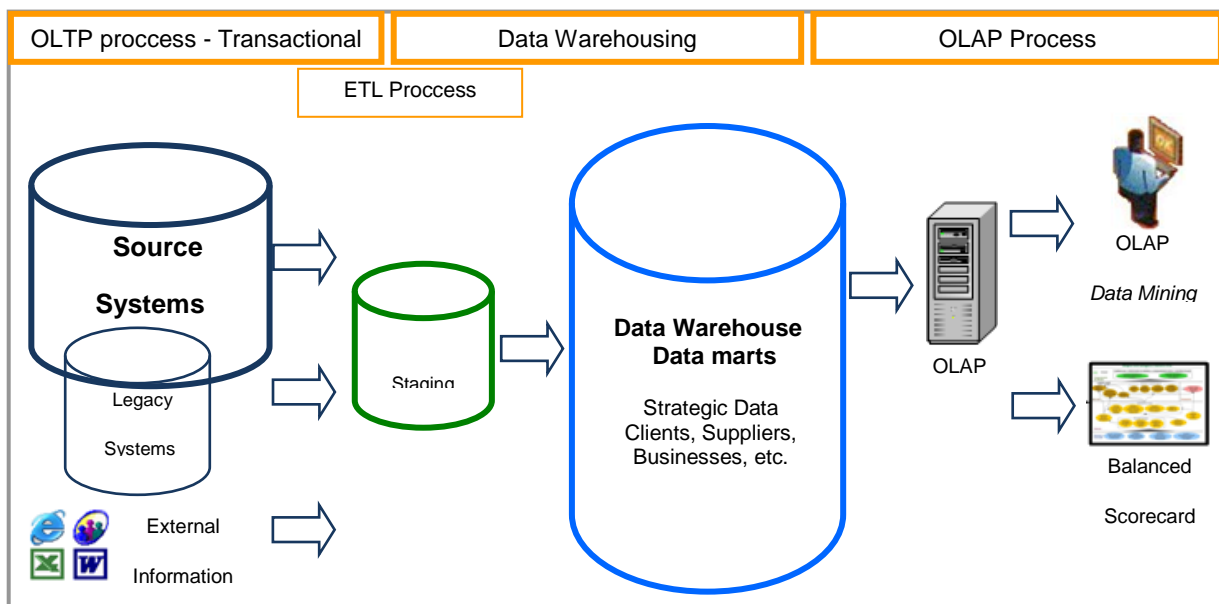 OLTP proccess - Transactional
Data Warehousing
OLAP Process
ETL Proccess
Source
Systems
Legacy
Systems
External
Information
Staging
Data Warehouse
Data marts
Strategic Data
Clients, Suppliers,
Businesses, etc.
OLAP
OLAP
Data Mining
Balanced
Scorecard